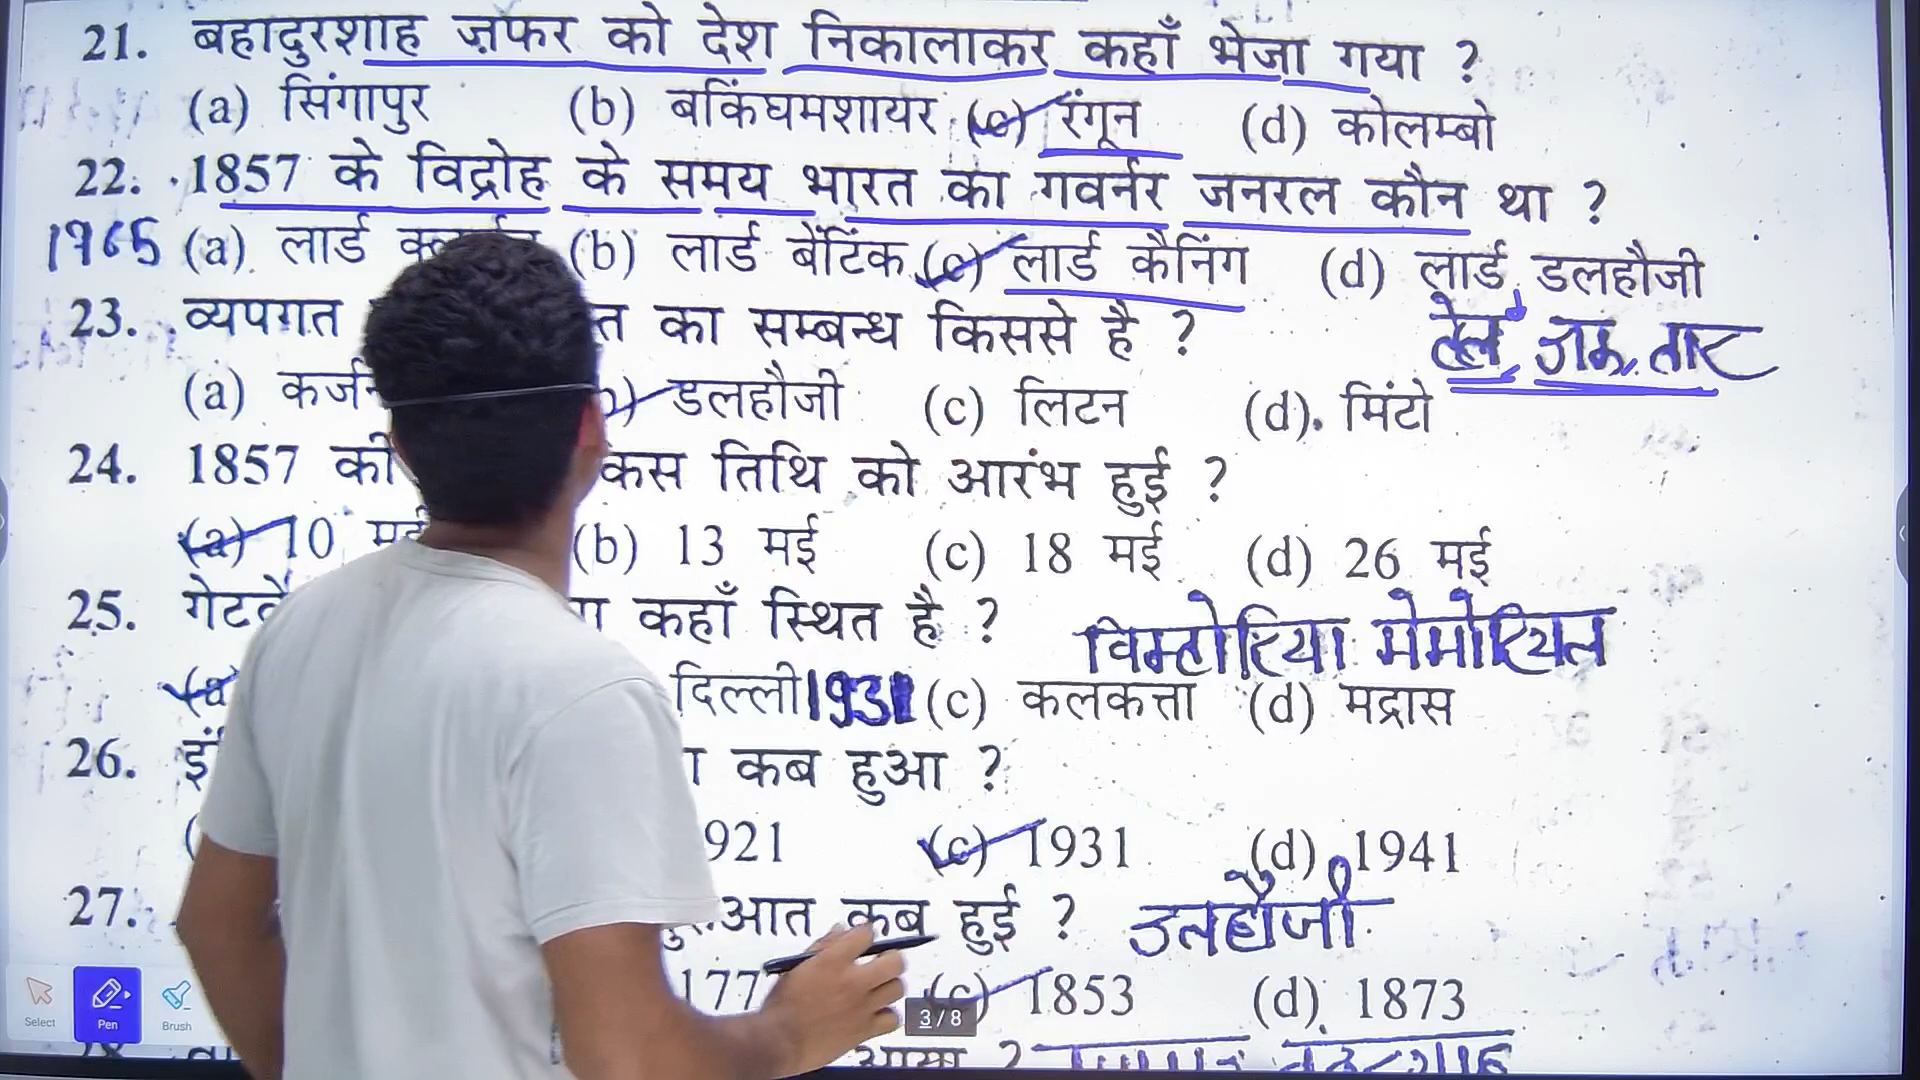 21. बहादुरशाह ज़फर को देश निकालाकर कहाँ भेजा गया ?
(a) सिंगापुर (b) बकिंघमशायर (c) रंगून (d) कोलम्बो
22. 1857 के विद्रोह के समय भारत का गवर्नर जनरल कौन था ?
1765 (a) लार्ड (b) लार्ड बेंटिंक (c) लार्ड कैनिंग (d) लार्ड डलहौजी
23. व्यपगत का सम्बन्ध किससे है ?
डाक, तार
(a) कर्जन (b) डलहौजी (c) लिटन (d) मिंटो
24. 1857 की किस तिथि को आरंभ हुई ?
(a) 10 मई (b) 13 मई (c) 18 मई (d) 26 मई
25. कहाँ स्थित है ? विक्टोरिया मेमोरियल
(a) दिल्ली 1931 (c) कलकत्ता (d) मद्रास
26. कब हुआ ?
(c) 1931 (d) 1941
27. कब हुई ? डलहौजी
(c) 1853 (d) 1873
Select Pen Brush
3/8